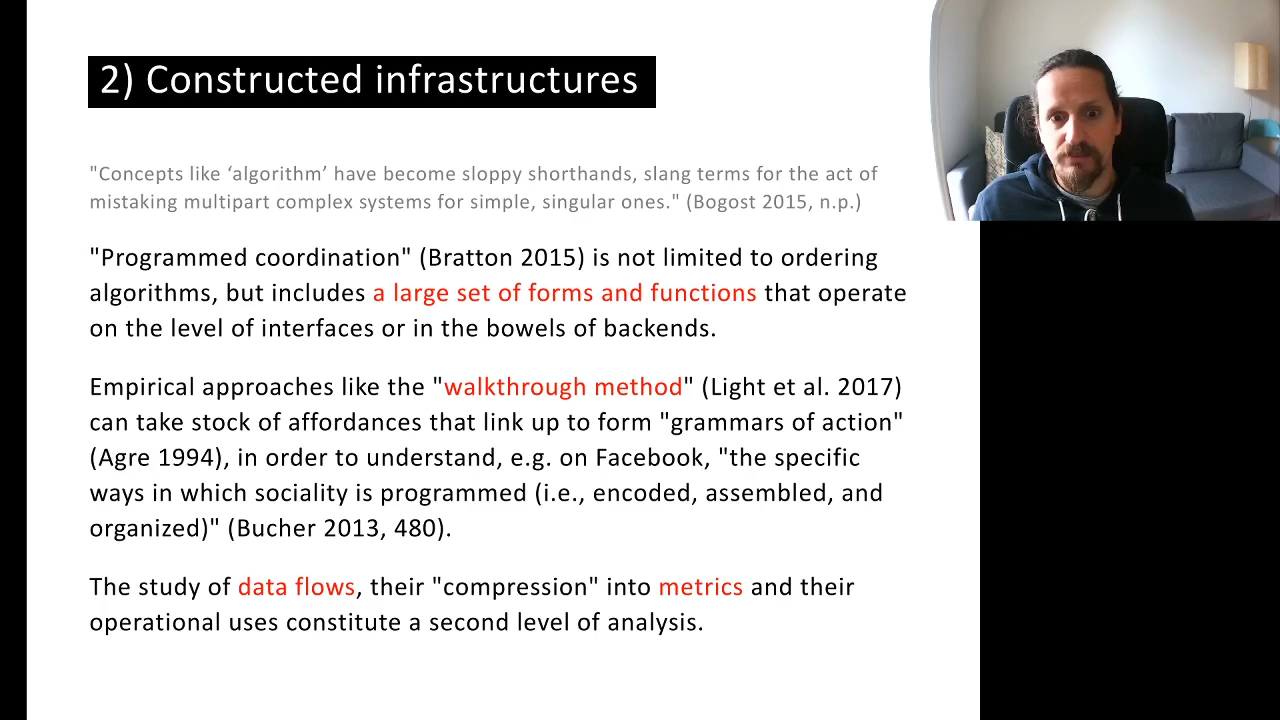 2) Constructed infrastructures
"Concepts like ‘algorithm’ have become sloppy shorthands, slang terms for the act of
mistaking multipart complex systems for simple, singular ones." (Bogost 2015, n.p.)
"Programmed coordination" (Bratton 2015) is not limited to ordering
algorithms, but includes a large set of forms and functions that operate
on the level of interfaces or in the bowels of backends.
Empirical approaches like the "walkthrough method" (Light et al. 2017)
can take stock of affordances that link up to form "grammars of action"
(Agre 1994), in order to understand, e.g. on Facebook, "the specific
ways in which sociality is programmed (i.e., encoded, assembled, and
organized)" (Bucher 2013, 480).
The study of data flows, their "compression" into metrics and their
operational uses constitute a second level of analysis.